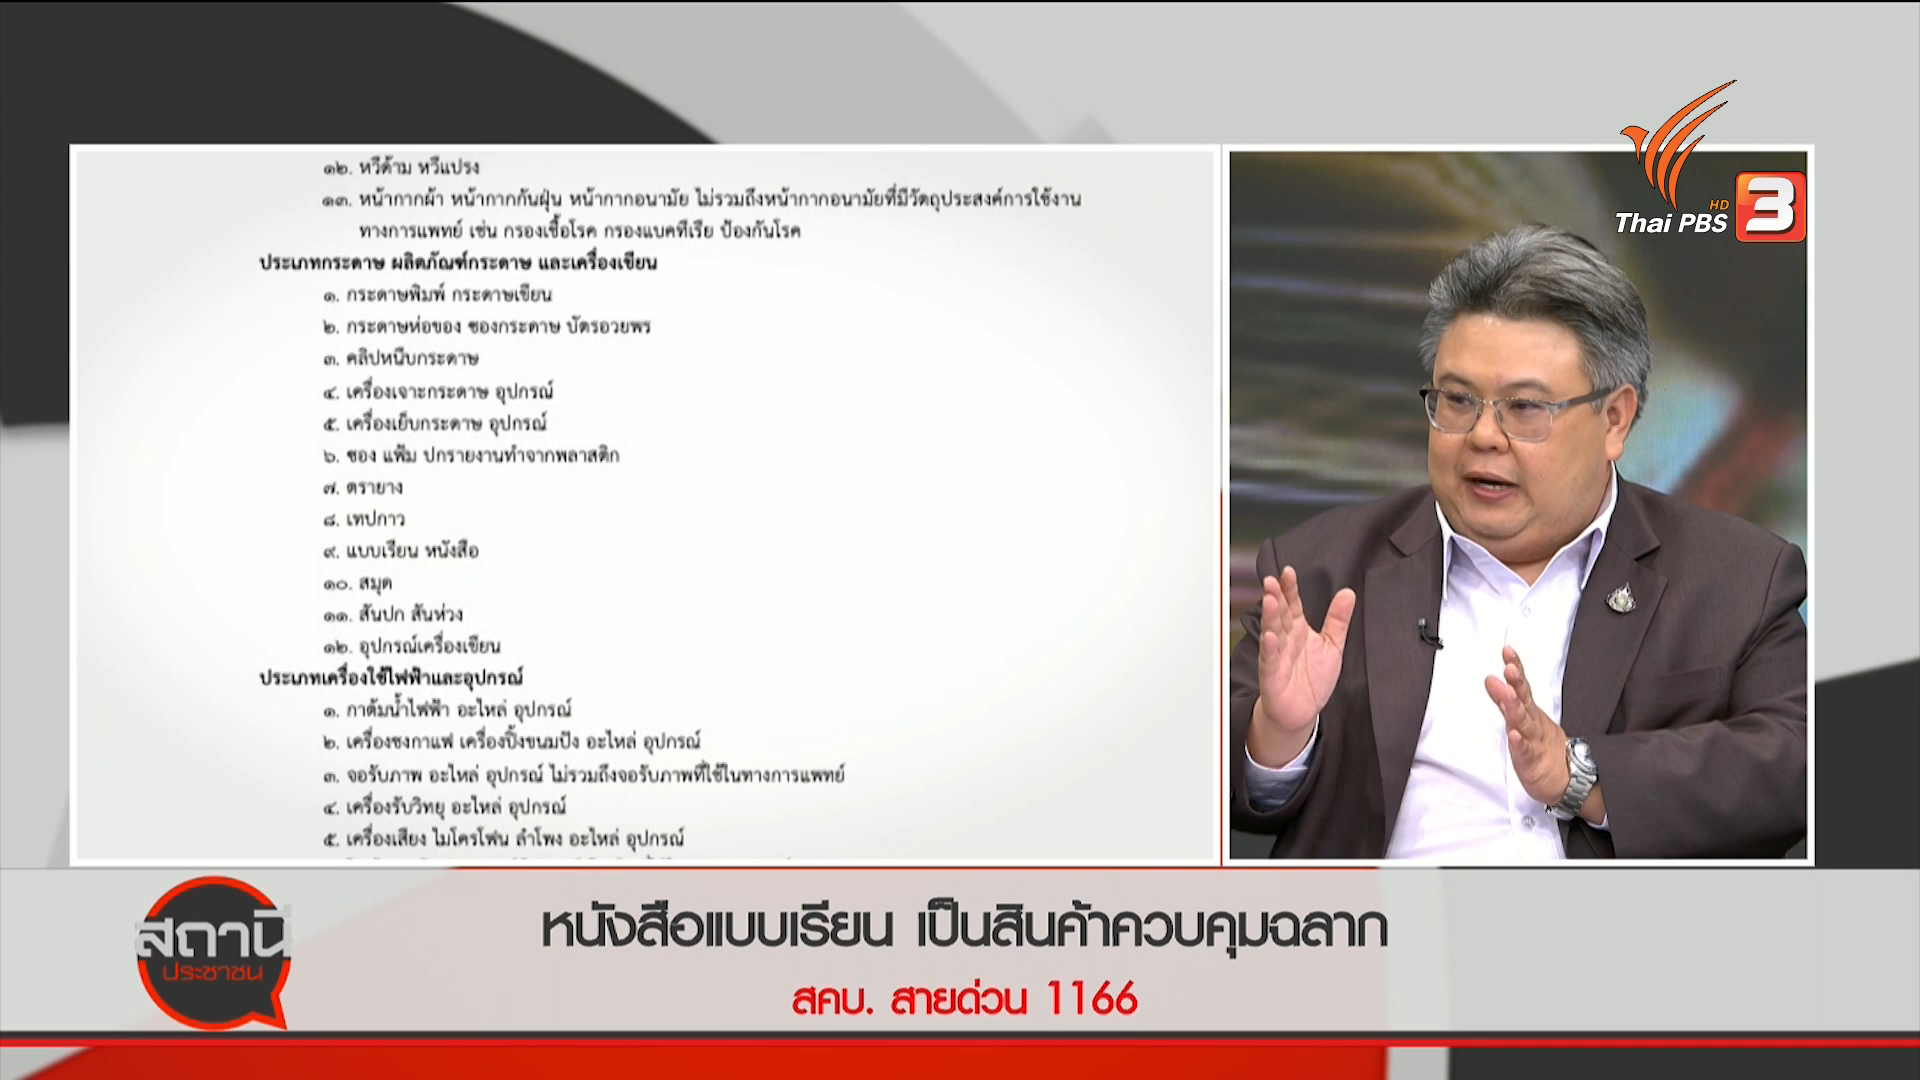 ๑๒. หวีด้าม หวีแปรง
๑๓. หน้ากากผ้า หน้ากากกันฝุ่น หน้ากากอนามัย ไม่รวมถึงหน้ากากอนามัยที่มีวัตถุประสงค์การใช้งาน
ทางการแพทย์ เช่น กรองเชื้อโรค กรองแบคทีเรีย ป้องกันโรค
ประเภทกระดาษ ผลิตภัณฑ์กระดาษ และเครื่องเขียน
๑. กระดาษพิมพ์ กระดาษเขียน
๒. กระดาษห่อของ ซองกระดาษ บัตรอวยพร
๓. คลิปหนีบกระดาษ
๔. เครื่องเจาะกระดาษ อุปกรณ์
๕. เครื่องเย็บกระดาษ อุปกรณ์
๖. ซอง แฟ้ม ปกรายงานทำจากพลาสติก
๗. ตรายาง
๘. เทปกาว
๙. แบบเรียน หนังสือ
๑๐. สมุด
๑๑. สันปก สันห่วง
๑๒. อุปกรณ์เครื่องเขียน
ประเภทเครื่องใช้ไฟฟ้าและอุปกรณ์
๑. กาต้มน้ำไฟฟ้า อะไหล่ อุปกรณ์
๒. เครื่องชงกาแฟ เครื่องปิ้งขนมปัง อะไหล่ อุปกรณ์
๓. จอรับภาพ อะไหล่ อุปกรณ์ ไม่รวมถึงจอรับภาพที่ใช้ในทางการแพทย์
๔. เครื่องรับวิทยุ อะไหล่ อุปกรณ์
๕. เครื่องเสียง ไมโครโฟน ลำโพง อะไหล่ อุปกรณ์
HD
Thai PBS 3
สถานี
ประชาชน
หนังสือแบบเรียน เป็นสินค้าควบคุมฉลาก
สคบ. สายด่วน 1166